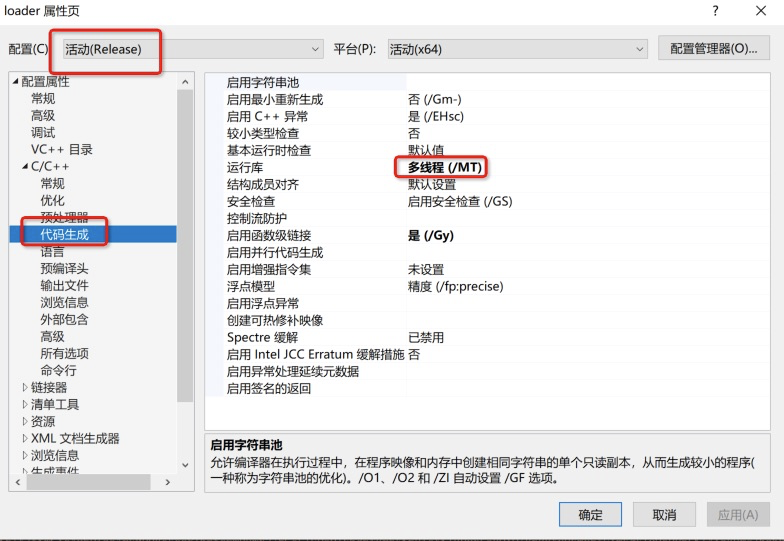 loader 属性页
配置(C) 活动(Release) 平台(P): 活动(x64) 配置管理器(O)...
配置属性
常规
高级
调试
VC++ 目录
C/C++
常规
优化
预处理器
代码生成
语言
预编译头
输出文件
浏览信息
外部包含
高级
所有选项
命令行
链接器
清单工具
资源
XML 文档生成器
浏览信息
生成事件
启用字符串池
启用最小重新生成 否 (/Gm-)
启用 C++ 异常 是 (/EHsc)
较小类型检查 否
基本运行时检查 默认值
运行库 多线程 (/MT)
结构成员对齐 默认设置
安全检查 启用安全检查 (/GS)
控制流防护
启用函数级链接 是 (/Gy)
启用并行代码生成
启用增强指令集 未设置
浮点模型 精度 (/fp:precise)
启用浮点异常
创建可热修补映像
Spectre 缓解 已禁用
启用 Intel JCC Erratum 缓解措施 否
启用异常处理延续元数据
启用签名的返回
启用字符串池
允许编译器在执行过程中，在程序映像和内存中创建相同字符串的单个只读副本，从而生成较小的程序(
一种称为字符串池的优化)。/O1、/O2 和 /ZI 自动设置 /GF 选项。
确定 取消 应用(A)